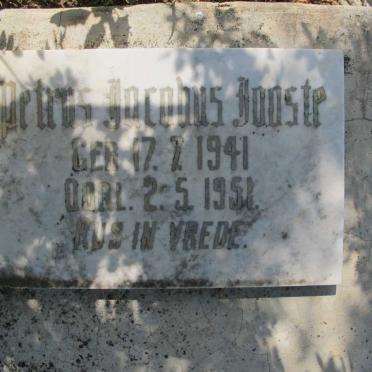 Petrus Jacobus Jooste
GEB. 17. 7. 1941
OORL. 2. 5. 1951.
RUS IN VREDE.